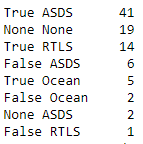 True ASDS 41
None None 19
True RTLS 14
False ASDS 6
True Ocean 5
False Ocean 2
None ASDS 2
False RTLS 1